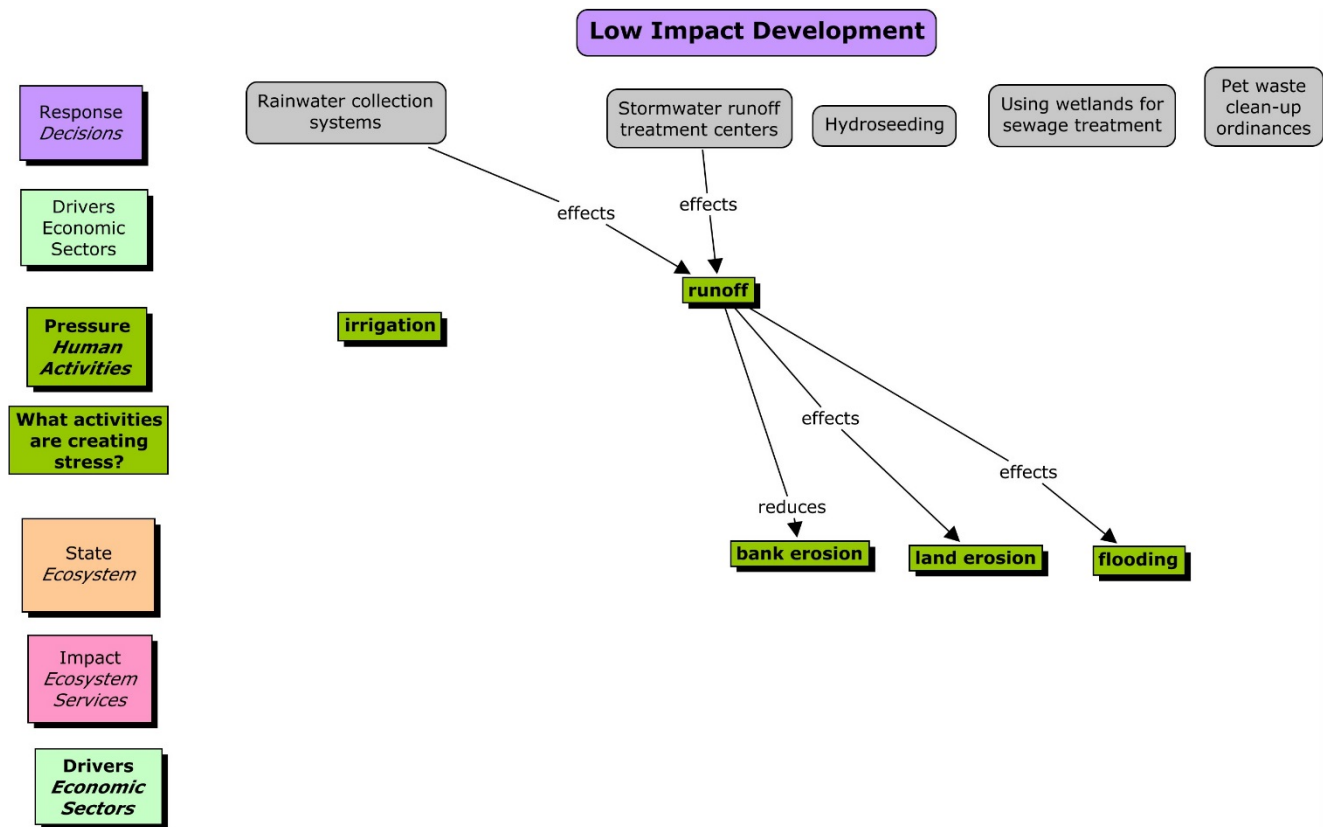 Low Impact Development
Response
Decisions
Rainwater collection
systems
Stormwater runoff
treatment centers
Hydroseeding
Using wetlands for
sewage treatment
Pet waste
clean-up
ordinances
Drivers
Economic
Sectors
effects
effects
runoff
Pressure
Human
Activities
irrigation
What activities
are creating
stress?
effects
effects
reduces
State
Ecosystem
bank erosion
land erosion
flooding
Impact
Ecosystem
Services
Drivers
Economic
Sectors